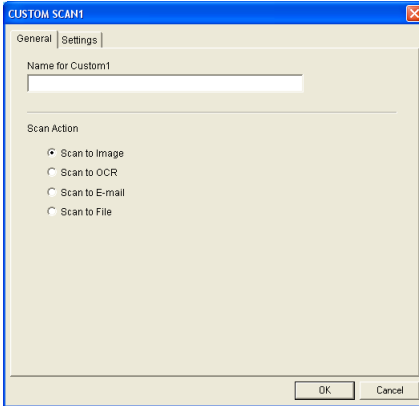 CUSTOM SCAN1
General Settings
Name for Custom1
Scan Action
Scan to Image
Scan to OCR
Scan to E-mail
Scan to File
OK Cancel